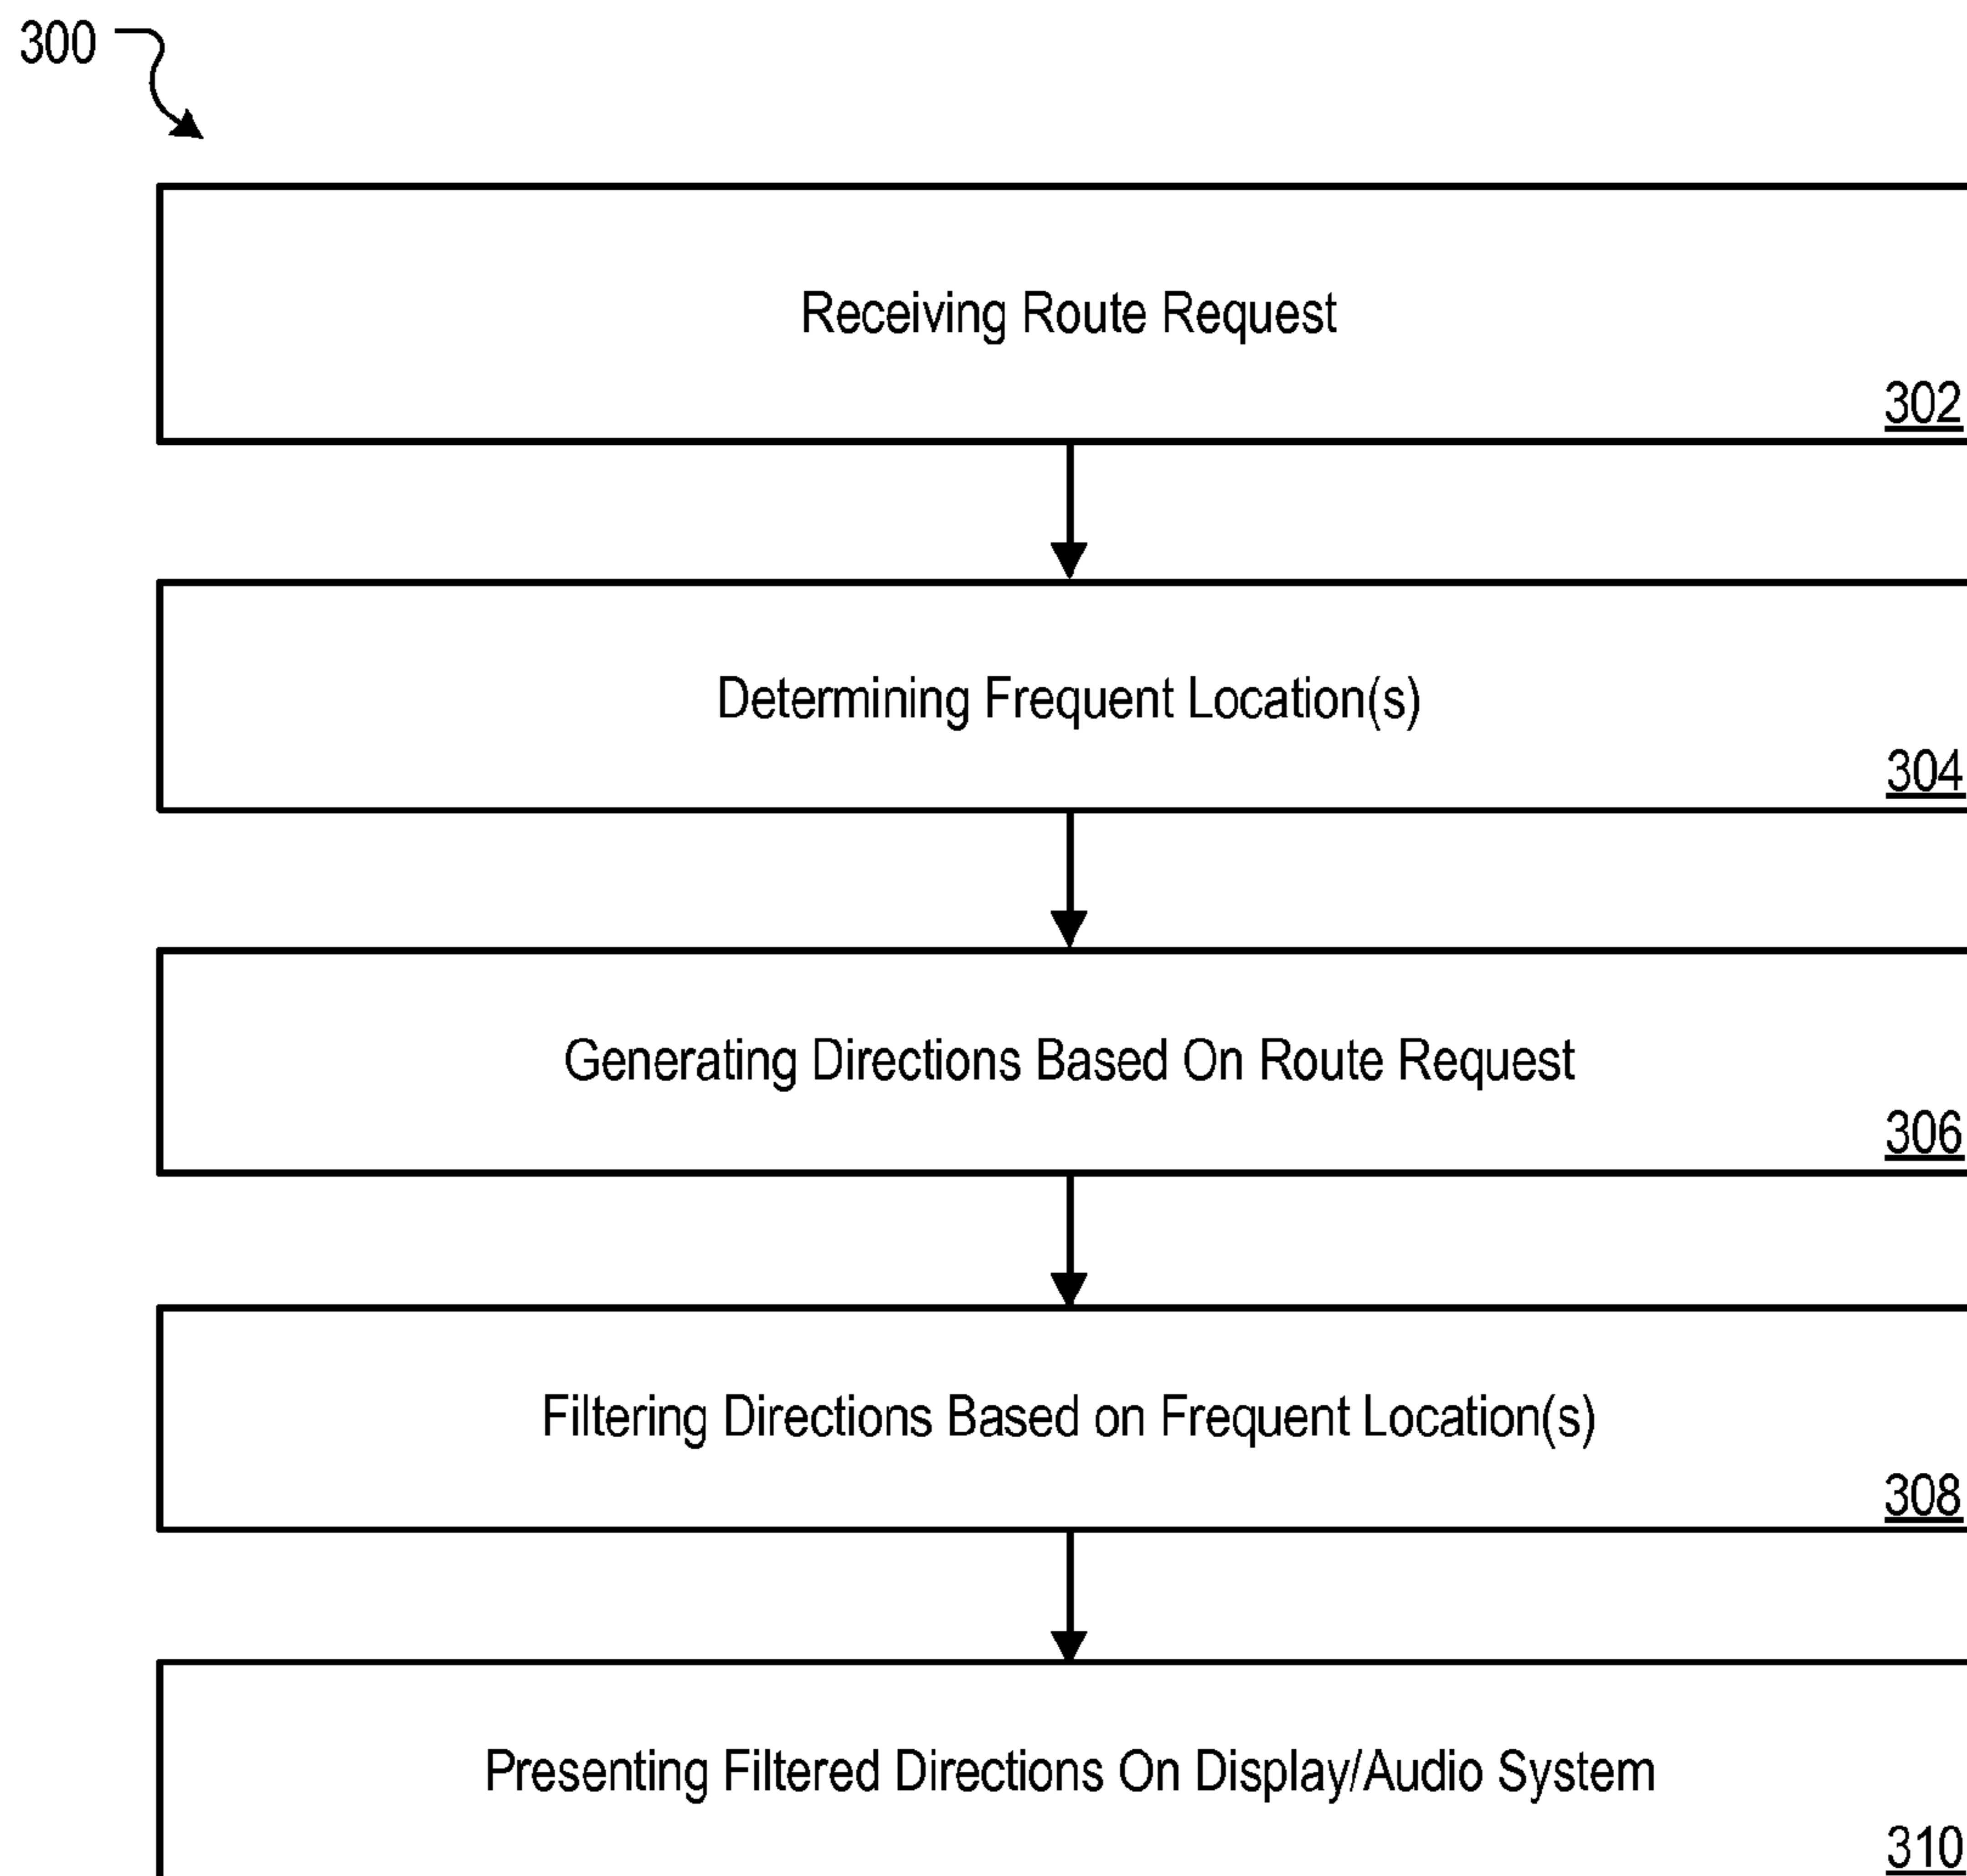 300
Receiving Route Request
302
Determining Frequent Location(s)
304
Generating Directions Based On Route Request
306
Filtering Directions Based on Frequent Location(s)
308
Presenting Filtered Directions On Display/Audio System
310